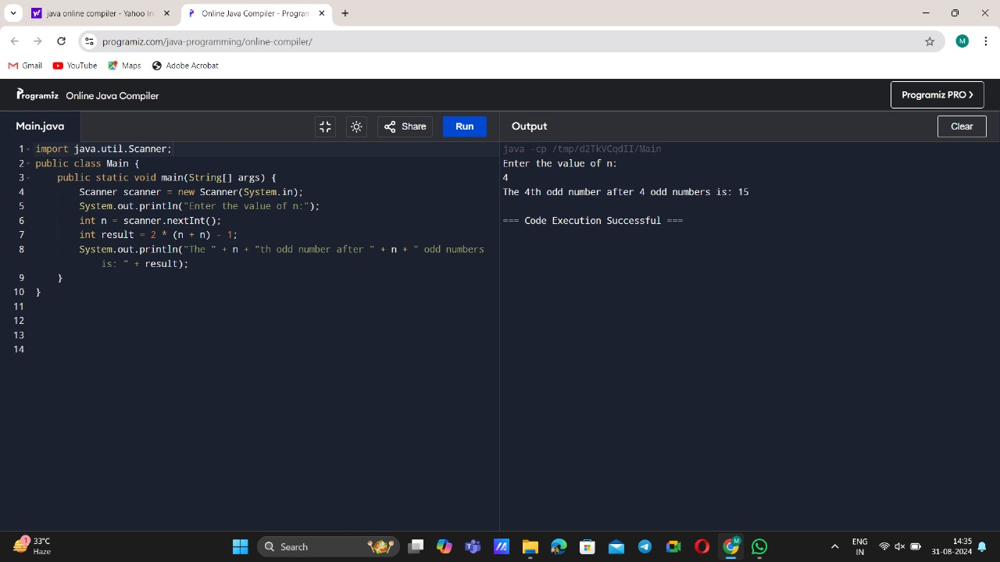 java online compiler - Yahoo In
Online Java Compiler - Program
programiz.com/java-programming/online-compiler/
M
Gmail
YouTube
Maps
Adobe Acrobat
Programiz
Online Java Compiler
Programiz PRO >
Main.java
Share
Run
Output
Clear
1 import java.util.Scanner;
2 public class Main {
3 public static void main(String[] args) {
4 Scanner scanner = new Scanner(System.in);
5 System.out.println("Enter the value of n:");
6 int n = scanner.nextInt();
7 int result = 2 * (n + n) - 1;
8 System.out.println("The " + n + "th odd number after " + n + " odd numbers
is: " + result);
9 }
10 }
11
12
13
14
java -cp /tmp/d2TkVCqdII/Main
Enter the value of n:
4
The 4th odd number after 4 odd numbers is: 15
=== Code Execution Successful ===
1
33°C
Haze
Search
M
ENG
IN
14:35
31-08-2024